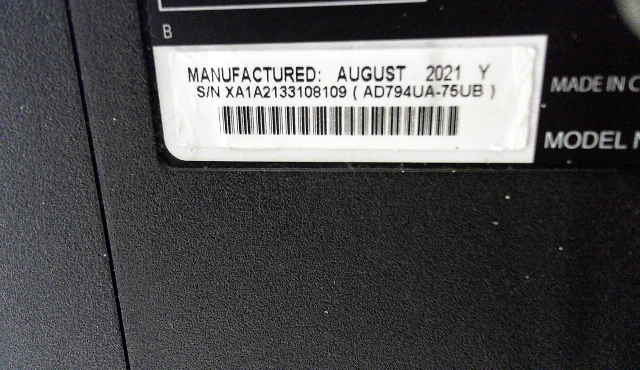 B
MANUFACTURED: AUGUST 2021 Y
S/N XA1A2133108109 ( AD794UA-75UB )
MADE IN
MODEL